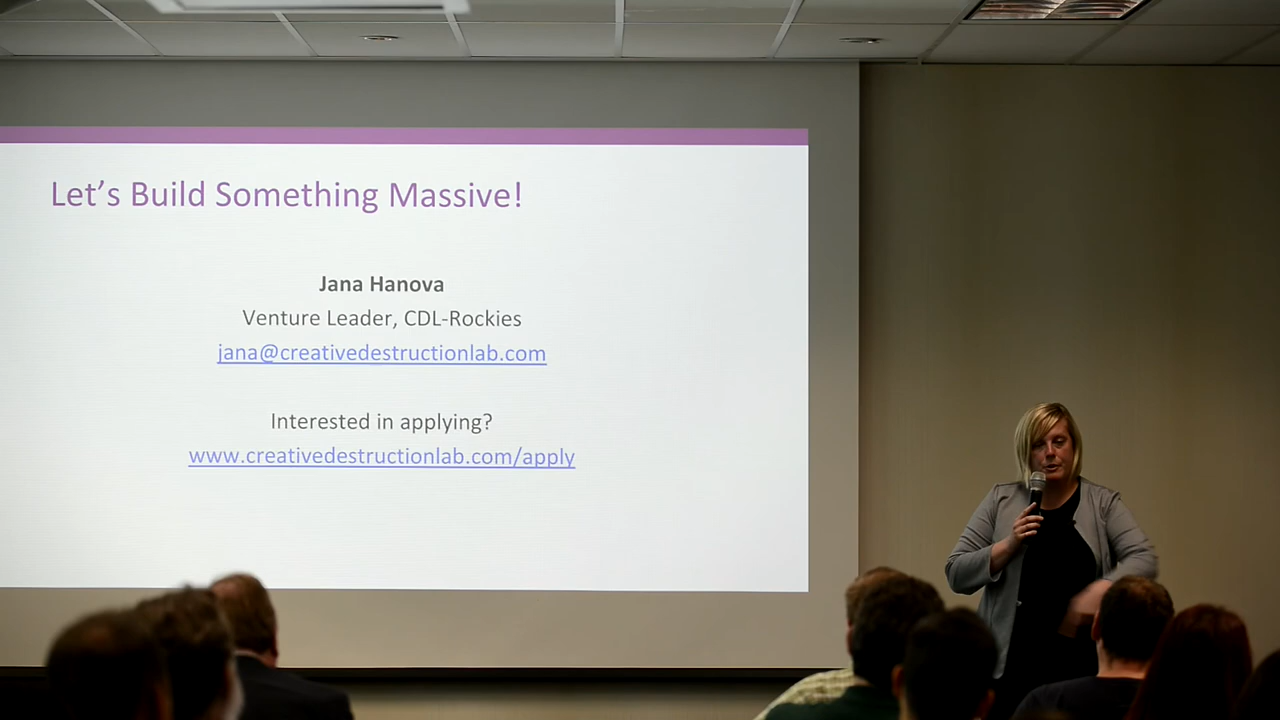 Let's Build Something Massive!
Jana Hanova
Venture Leader, CDL-Rockies
jana@creativedestructionlab.com
Interested in applying?
www.creativedestructionlab.com/apply